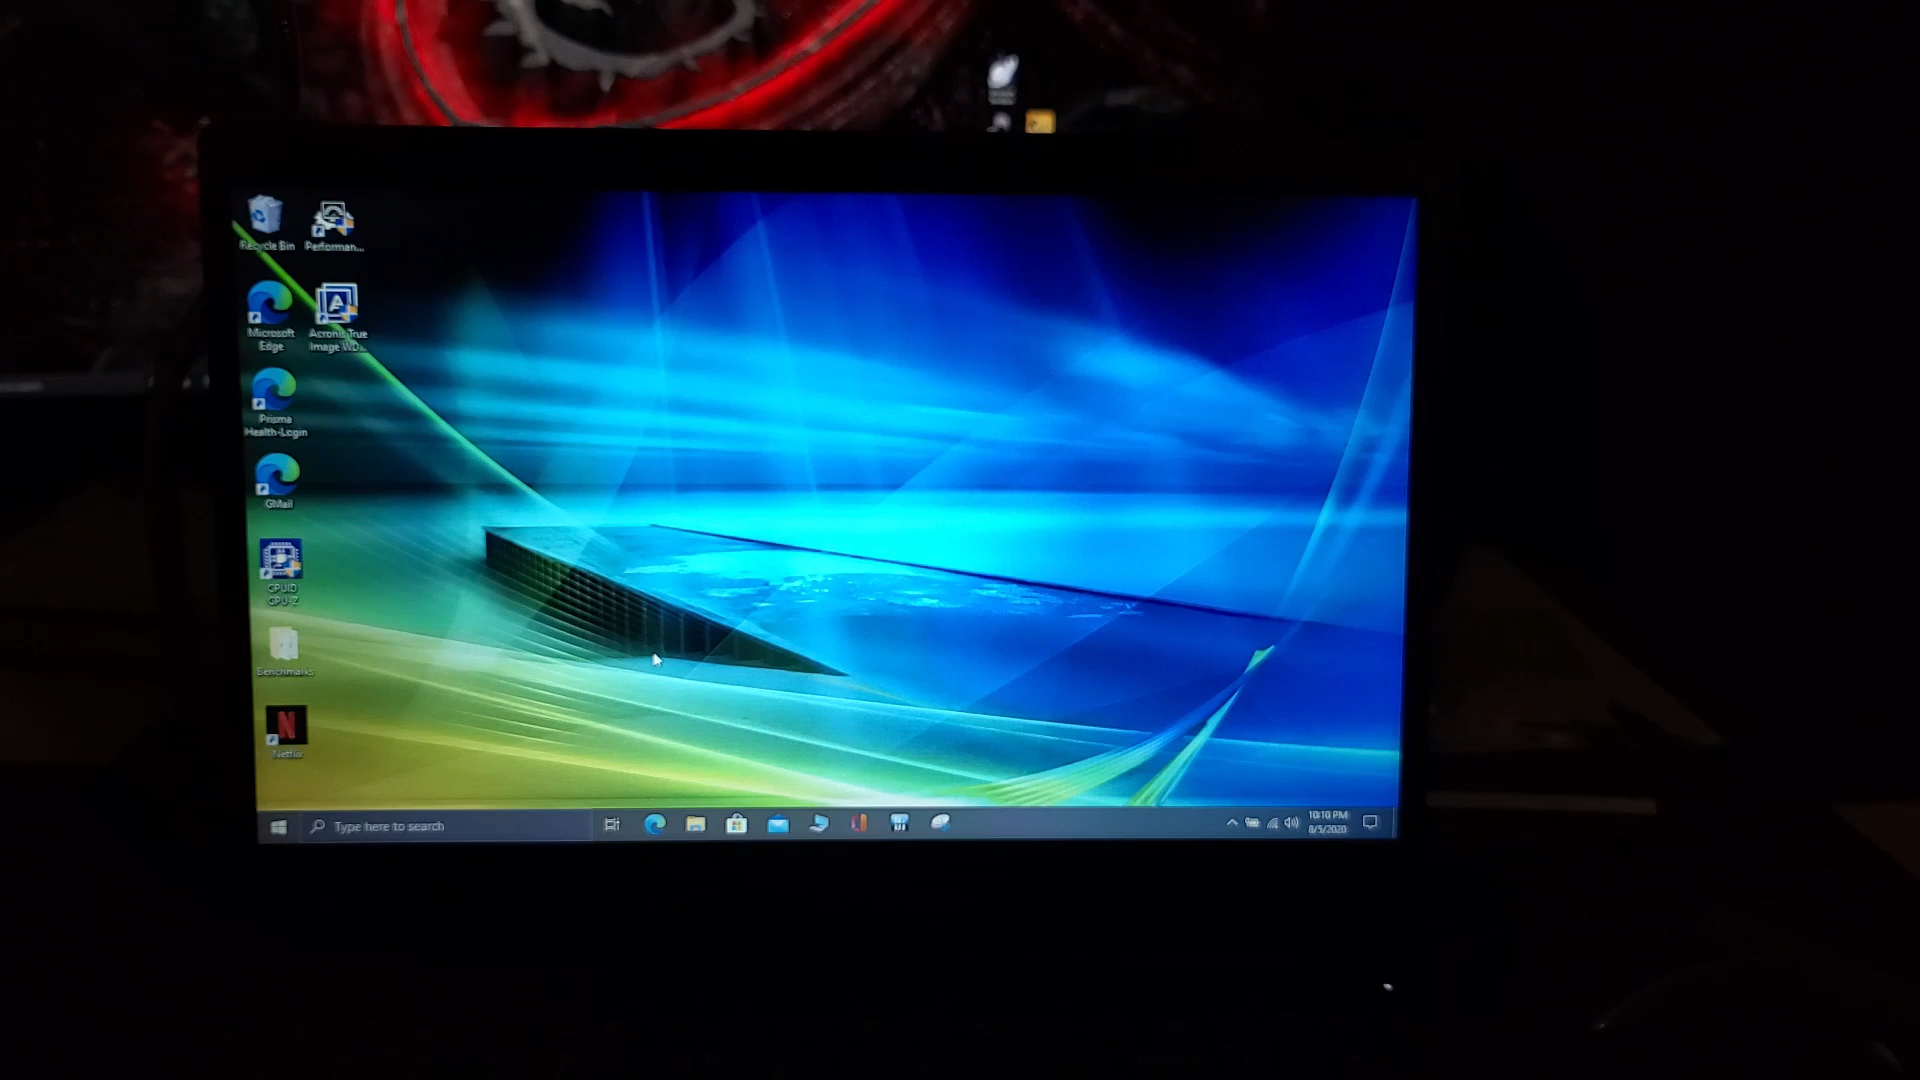 Recycle Bin
Performan...
Microsoft
Edge
Acronis True
Image WD...
Prisma
Health-Login
GMail
CPUID
CPU-Z
Benchmarks
N
Netflix
Type here to search
10:10 PM
8/5/2020